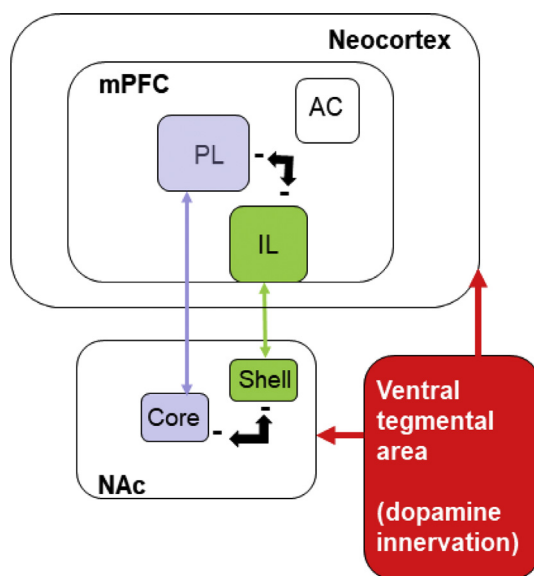 Neocortex
mPFC
AC
PL
-
-
IL
Shell
-
Core
-
NAc
Ventral
tegmental
area
(dopamine
innervation)